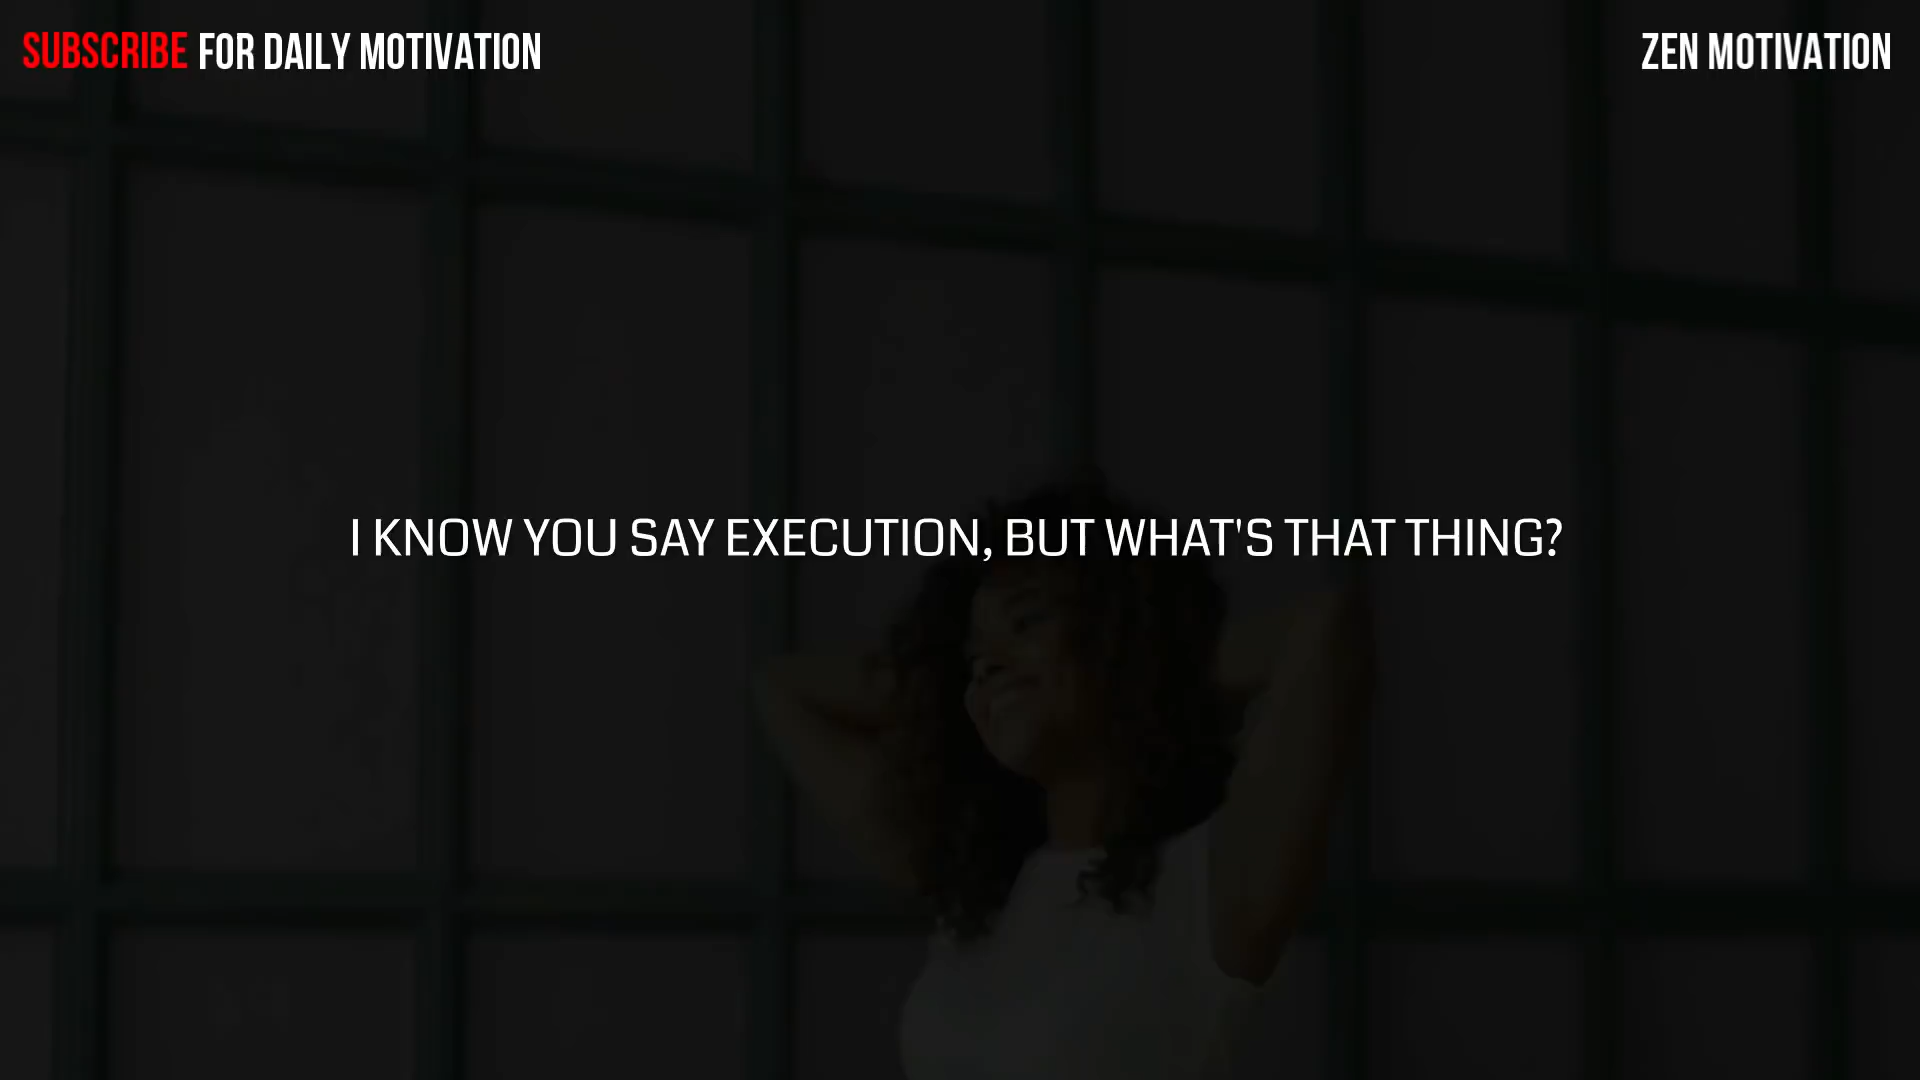 SUBSCRIBE FOR DAILY MOTIVATION
ZEN MOTIVATION
I KNOW YOU SAY EXECUTION, BUT WHAT'S THAT THING?